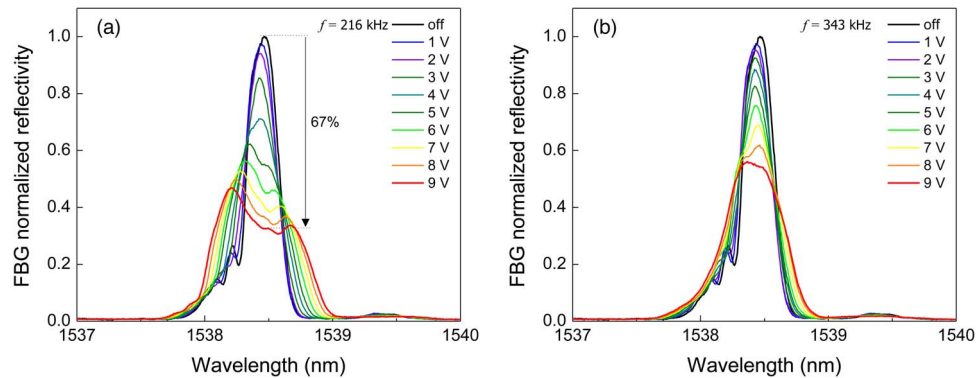 (a)
f = 216 kHz
off
1 V
2 V
3 V
4 V
5 V
6 V
7 V
8 V
9 V
67%
1.0
0.8
0.6
0.4
0.2
0.0
FBG normalized reflectivity
1537
1538
1539
1540
Wavelength (nm)
(b)
f = 343 kHz
off
1 V
2 V
3 V
4 V
5 V
6 V
7 V
8 V
9 V
1.0
0.8
0.6
0.4
0.2
0.0
FBG normalized reflectivity
1537
1538
1539
1540
Wavelength (nm)